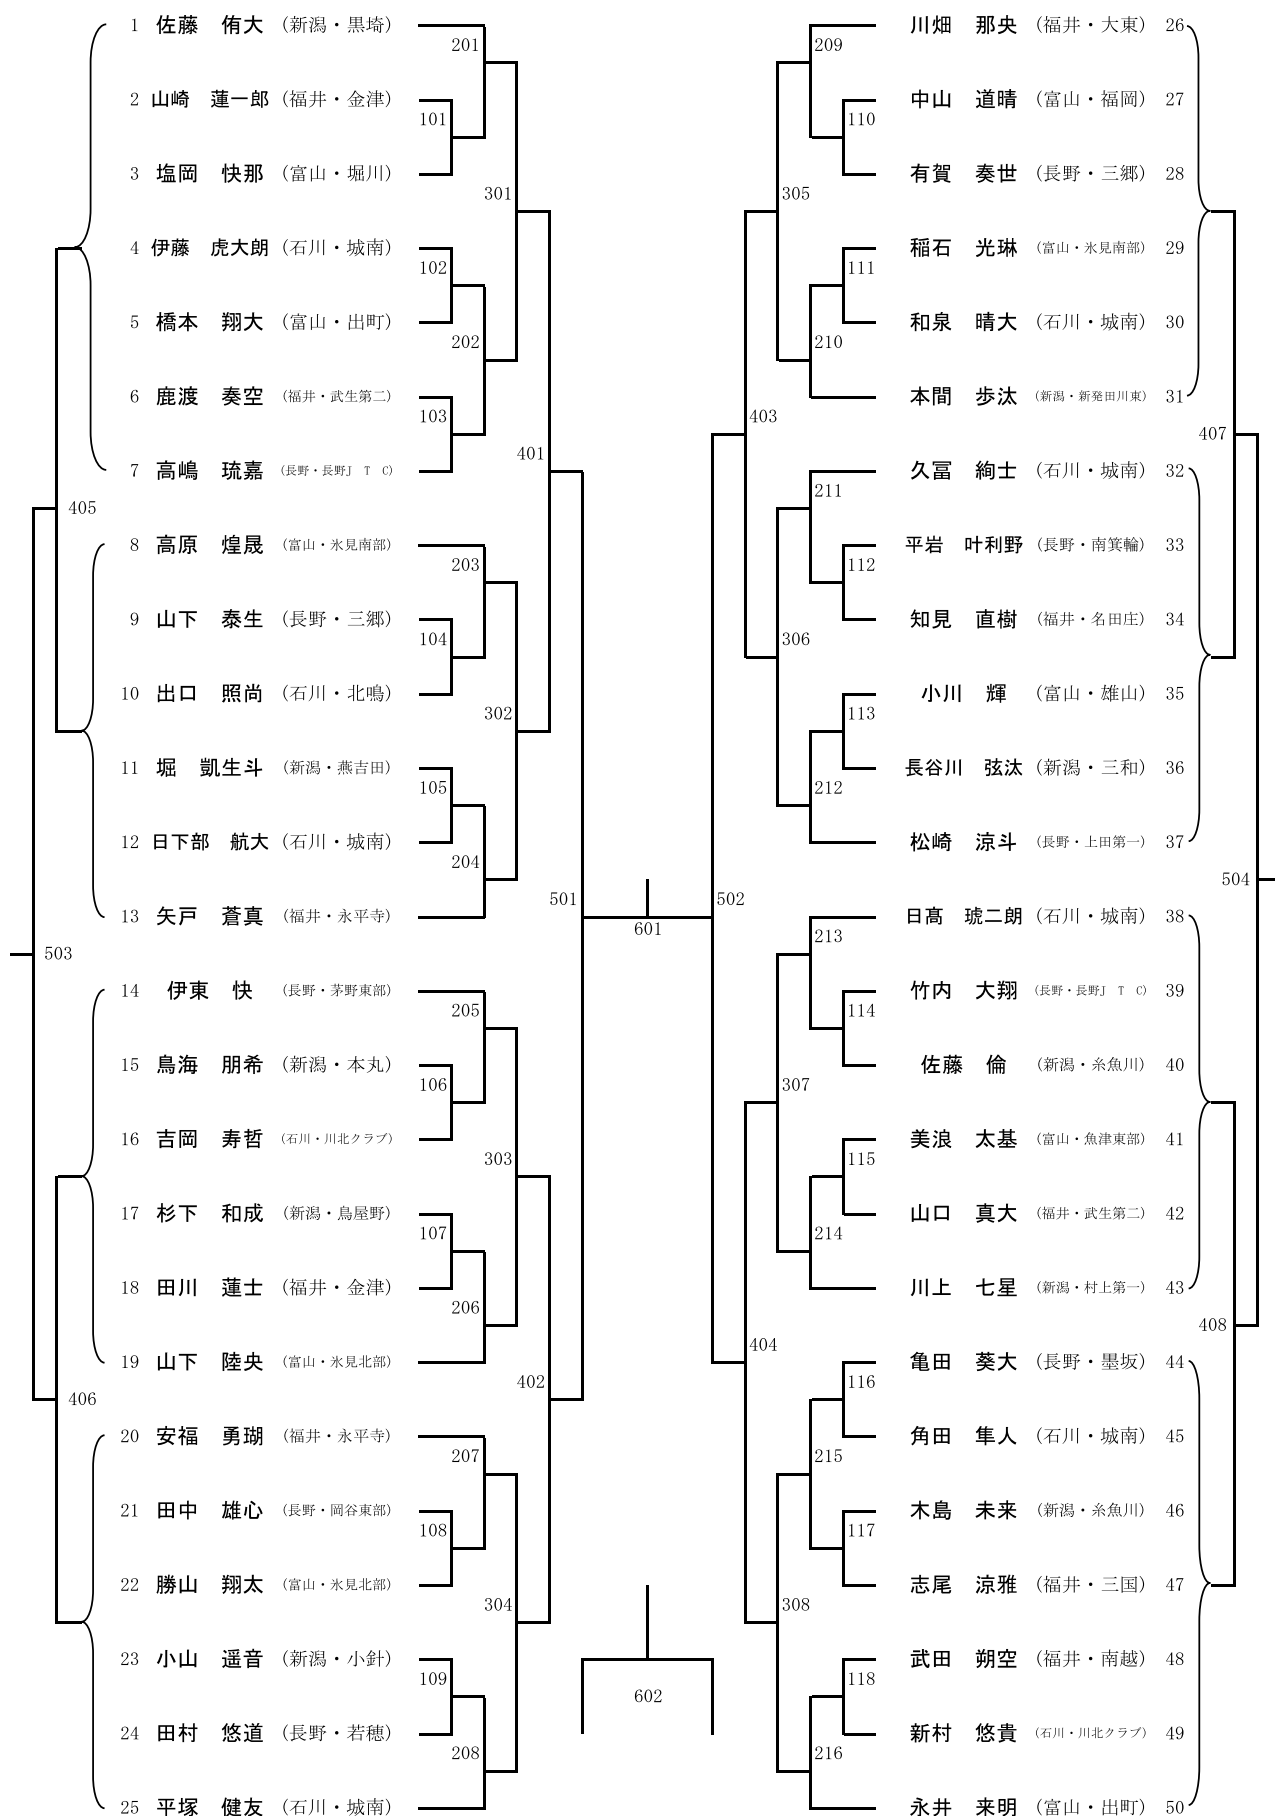 1 佐藤 侑大 (新潟・黒埼)
201
2 山崎 蓮一郎 (福井・金津)
101
3 塩岡 快那 (富山・堀川)
301
4 伊藤 虎大朗 (石川・城南)
102
5 橋本 翔大 (富山・出町)
202
6 鹿渡 奏空 (福井・武生第二)
103
401
7 高嶋 琉嘉 (長野・長野J T C)
405
8 高原 煌晟 (富山・氷見南部)
203
9 山下 泰生 (長野・三郷)
104
10 出口 照尚 (石川・北鳴)
302
11 堀 凱生斗 (新潟・燕吉田)
105
12 日下部 航大 (石川・城南)
204
501
13 矢戸 蒼真 (福井・永平寺)
503
14 伊東 快 (長野・茅野東部)
205
15 鳥海 朋希 (新潟・本丸)
106
16 吉岡 寿哲 (石川・川北クラブ)
303
17 杉下 和成 (新潟・鳥屋野)
107
18 田川 蓮士 (福井・金津)
206
19 山下 陸央 (富山・氷見北部)
402
406
20 安福 勇瑚 (福井・永平寺)
207
21 田中 雄心 (長野・岡谷東部)
108
22 勝山 翔太 (富山・氷見北部)
304
23 小山 遥音 (新潟・小針)
109
24 田村 悠道 (長野・若穂)
208
25 平塚 健友 (石川・城南)
601
602
川畑 那央 (福井・大東) 26
209
中山 道晴 (富山・福岡) 27
110
有賀 奏世 (長野・三郷) 28
305
稲石 光琳 (富山・氷見南部) 29
111
和泉 晴大 (石川・城南) 30
210
本間 歩汰 (新潟・新発田川東) 31
403
407
久冨 絢士 (石川・城南) 32
211
平岩 叶利野 (長野・南箕輪) 33
112
知見 直樹 (福井・名田庄) 34
306
小川 輝 (富山・雄山) 35
113
長谷川 弦汰 (新潟・三和) 36
212
松崎 涼斗 (長野・上田第一) 37
504
502
日髙 琥二朗 (石川・城南) 38
213
竹内 大翔 (長野・長野J T C) 39
114
佐藤 倫 (新潟・糸魚川) 40
307
美浪 太基 (富山・魚津東部) 41
115
山口 真大 (福井・武生第二) 42
214
川上 七星 (新潟・村上第一) 43
408
404
亀田 葵大 (長野・墨坂) 44
116
角田 隼人 (石川・城南) 45
215
木島 未来 (新潟・糸魚川) 46
117
志尾 涼雅 (福井・三国) 47
308
武田 朔空 (福井・南越) 48
118
新村 悠貴 (石川・川北クラブ) 49
216
永井 来明 (富山・出町) 50